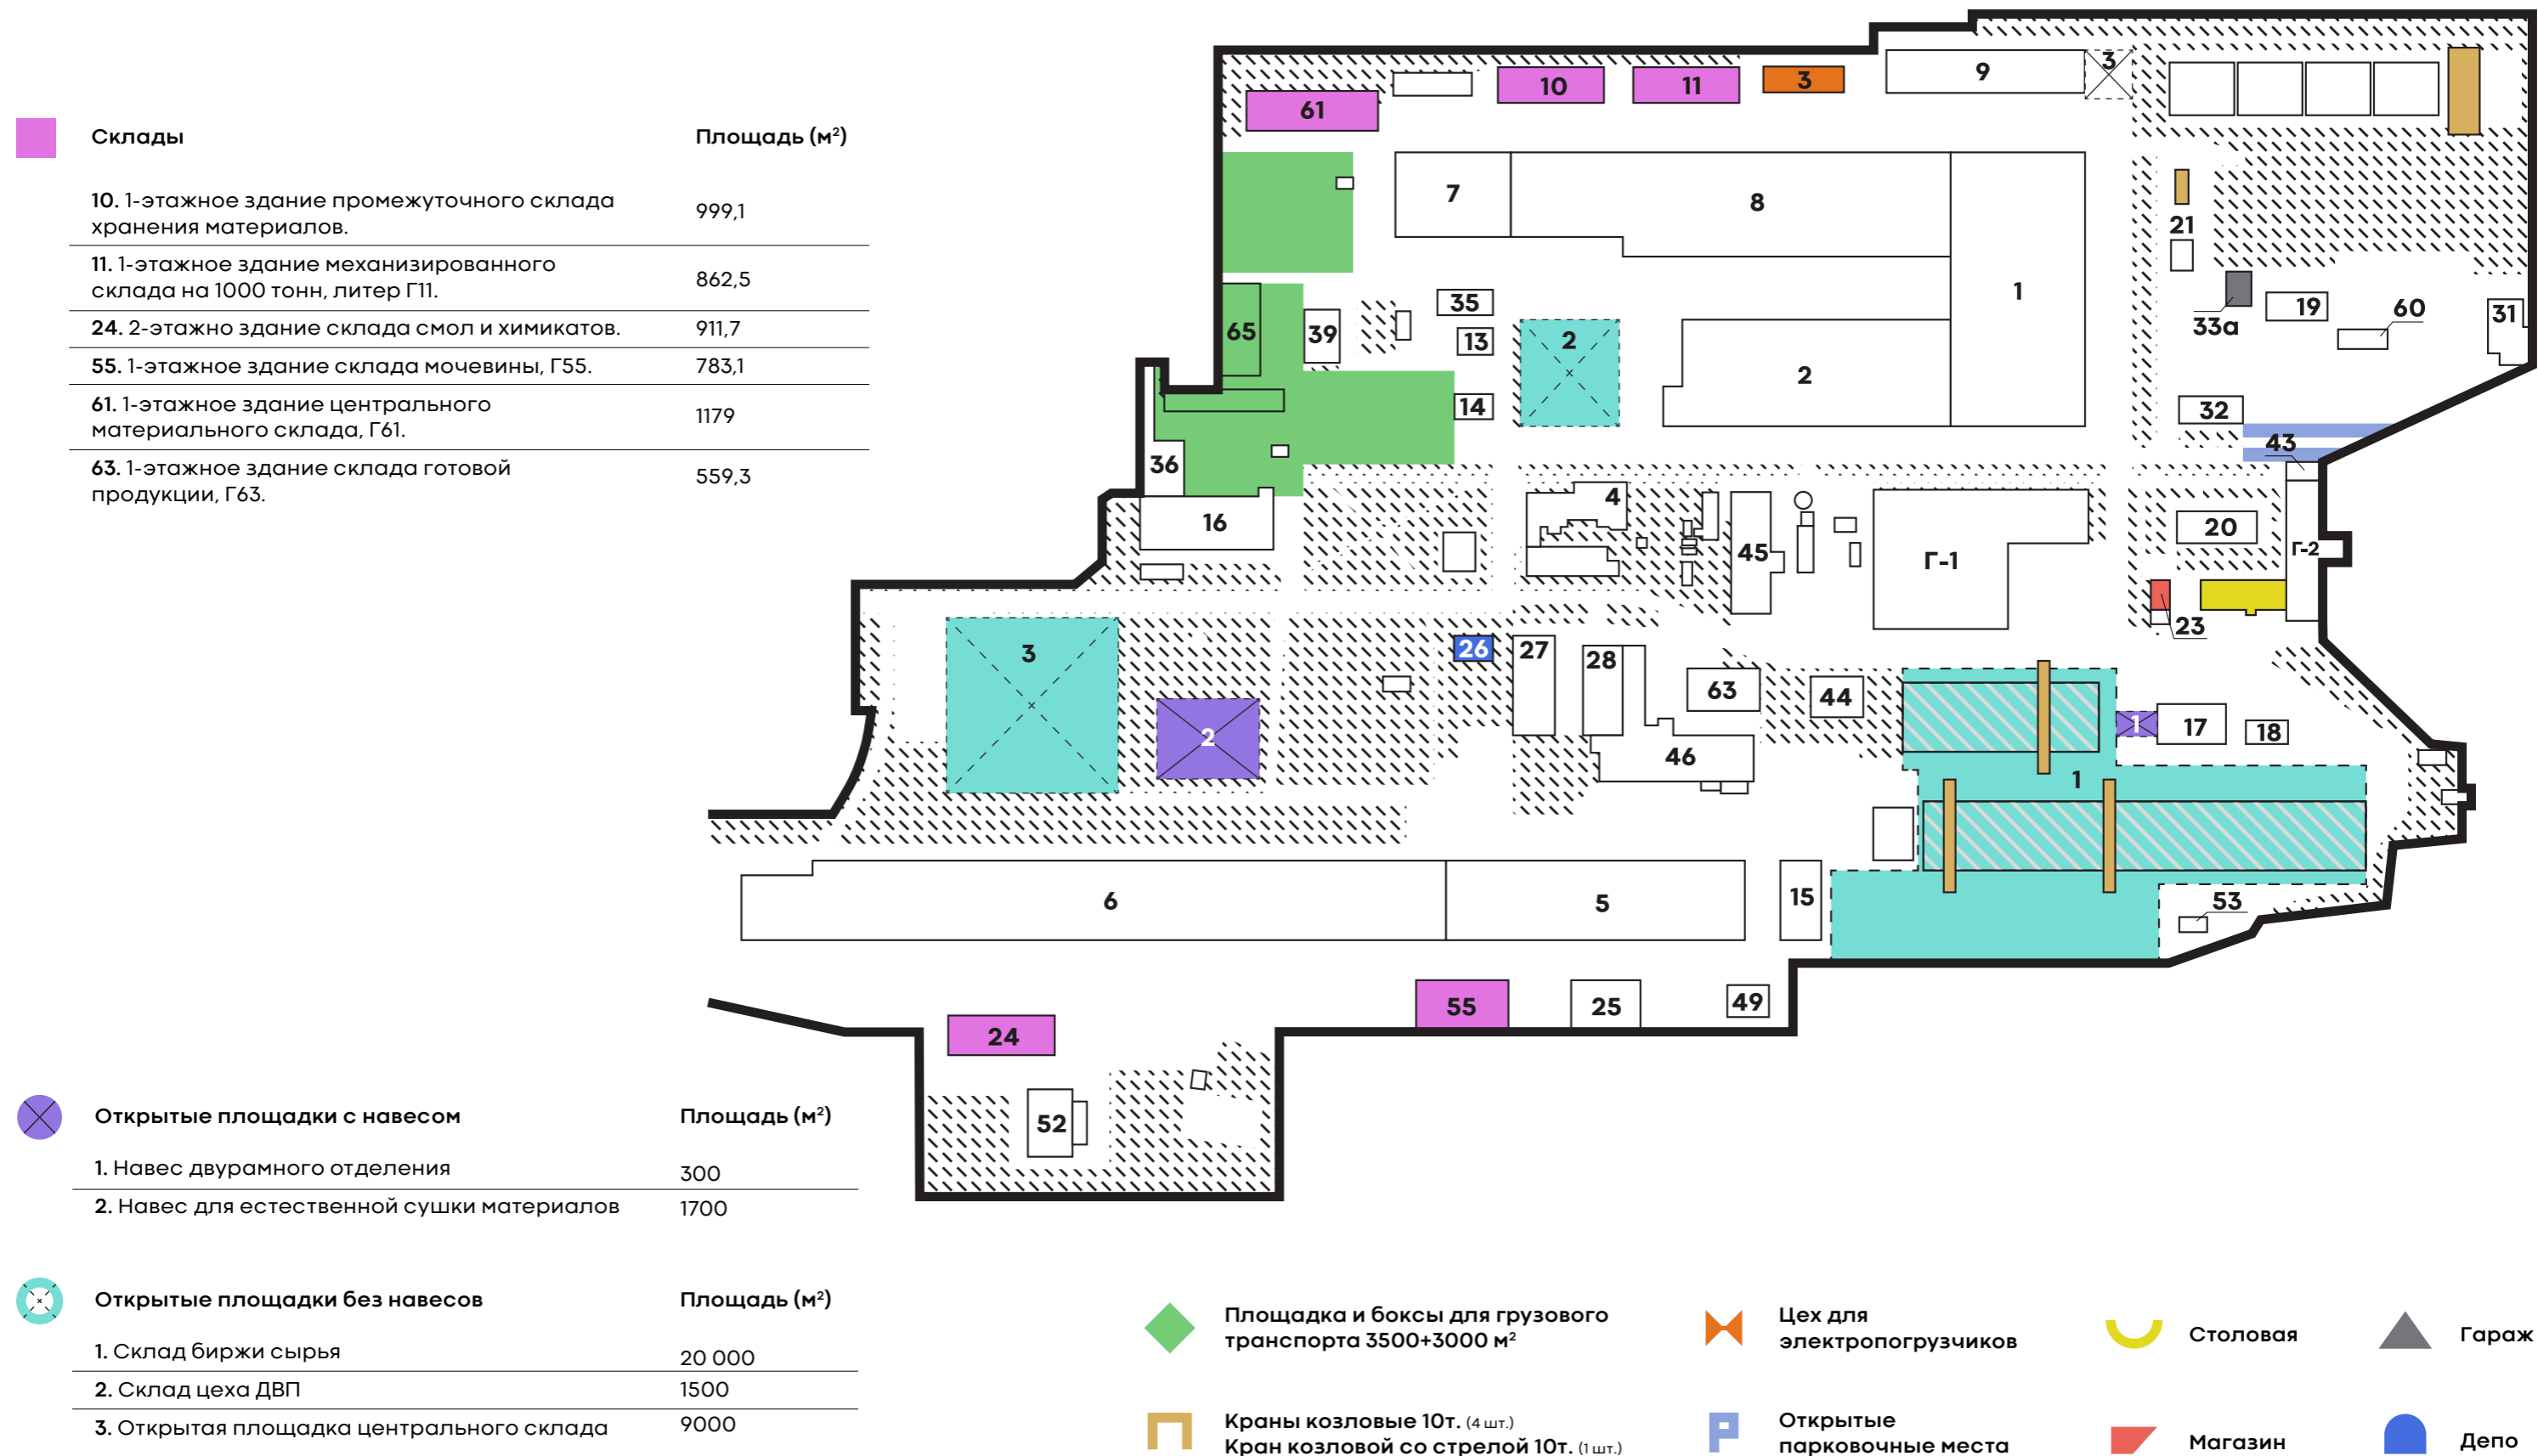 Склады Площадь (м²)
10. 1-этажное здание промежуточного склада
хранения материалов.
999,1
11. 1-этажное здание механизированного
склада на 1000 тонн, литер Г11.
862,5
24. 2-этажно здание склада смол и химикатов. 911,7
55. 1-этажное здание склада мочевины, Г55. 783,1
61. 1-этажное здание центрального
материального склада, Г61.
1179
63. 1-этажное здание склада готовой
продукции, Г63.
559,3
Открытые площадки с навесом Площадь (м²)
1. Навес двурамного отделения 300
2. Навес для естественной сушки материалов 1700
Открытые площадки без навесов Площадь (м²)
1. Склад биржи сырья 20 000
2. Склад цеха ДВП 1500
3. Открытая площадка центрального склада 9000
61
10
11
3
9
3
7
8
1
21
33а
19
60
31
65
39
35
13
14
2
2
32
43
36
16
4
45
Г-1
20
Г-2
23
3
2
26
27
28
63
44
46
1
17
18
1
6
5
15
53
24
55
25
49
52
Площадка и боксы для грузового
транспорта 3500+3000 м²
Цех для
электропогрузчиков
Столовая
Гараж
Краны козловые 10т. (4 шт.)
Кран козловой со стрелой 10т. (1 шт.)
Открытые
парковочные места
Магазин
Депо